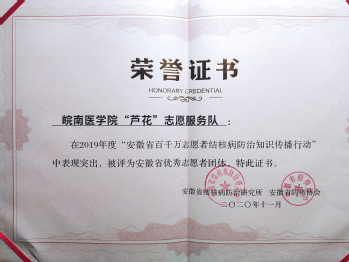 荣誉证书
HONORARY CREDENTIAL
皖南医学院“芦花”志愿服务队：
在2019年度“安徽省百千万志愿者结核病防治知识传播行动”
中表现突出，被评为安徽省优秀志愿者团体，特此证书。
安徽省结核病防治研究所 安徽省防痨协会
二〇二〇年十一月